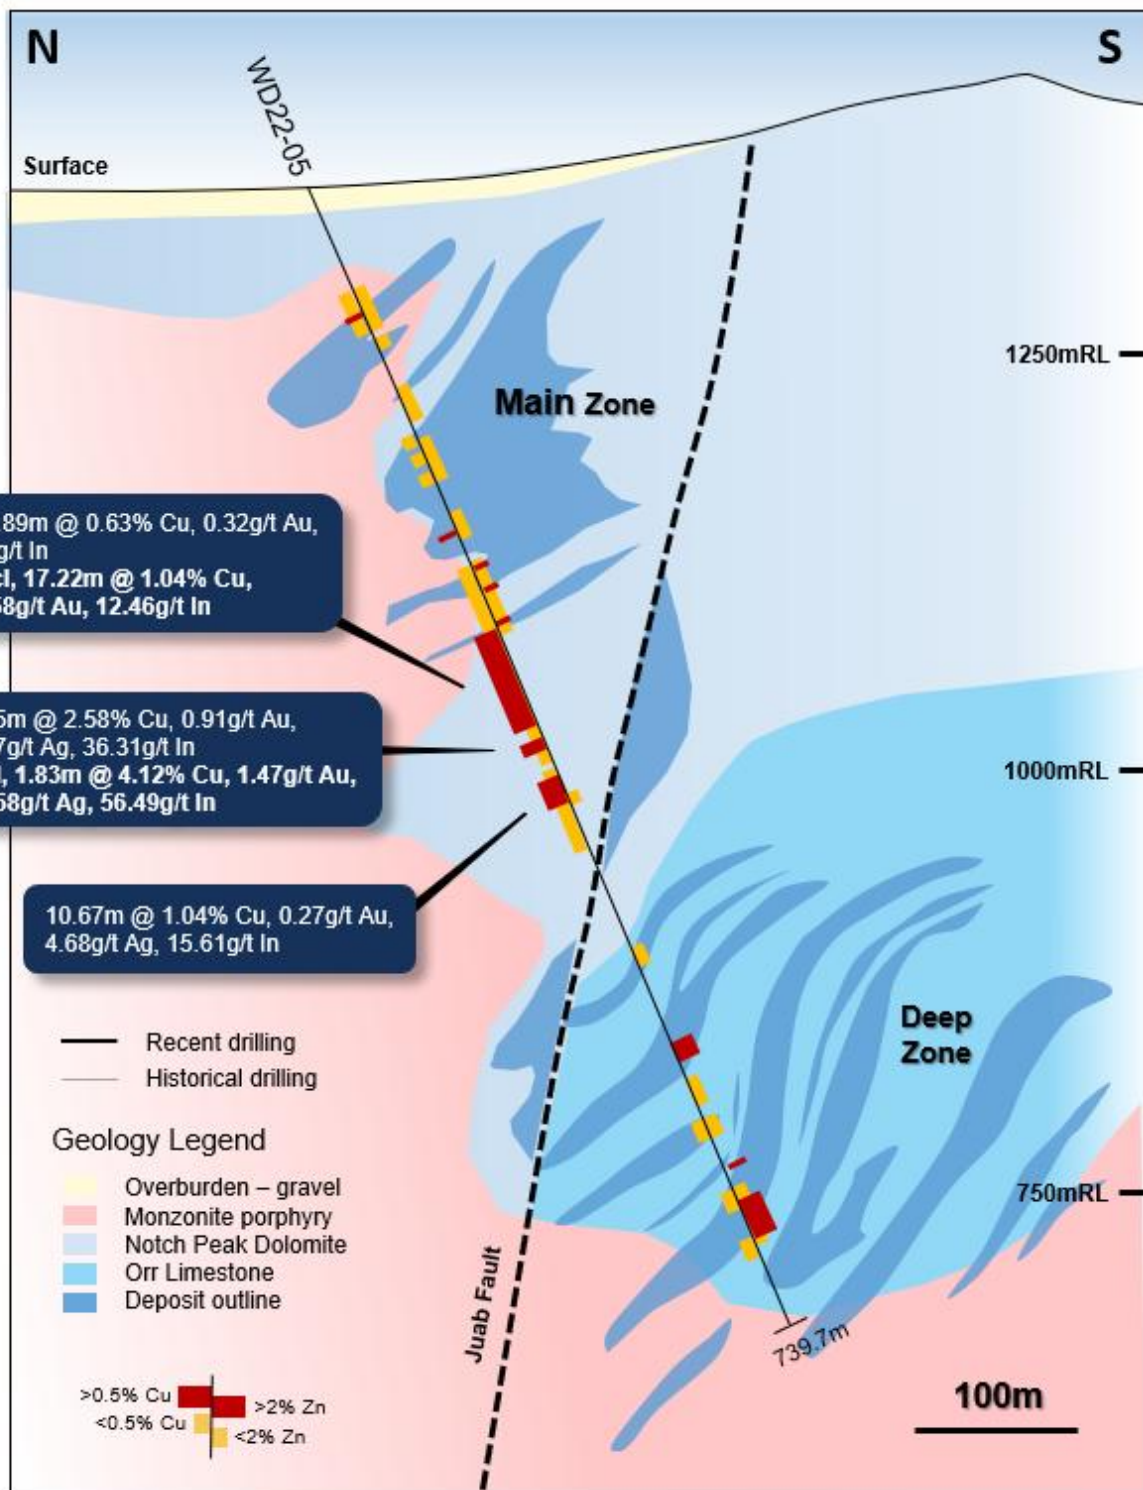 N
S
WD22-05
Surface
1250mRL
Main Zone
89m @ 0.63% Cu, 0.32g/t Au,
g/t In
17.22m @ 1.04% Cu,
g/t Au, 12.46g/t In
m @ 2.58% Cu, 0.91g/t Au,
g/t Ag, 36.31g/t In
1.83m @ 4.12% Cu, 1.47g/t Au,
g/t Ag, 56.49g/t In
1000mRL
10.67m @ 1.04% Cu, 0.27g/t Au,
4.68g/t Ag, 15.61g/t In
Deep
Zone
Recent drilling
Historical drilling
Geology Legend
Overburden – gravel
Monzonite porphyry
Notch Peak Dolomite
Orr Limestone
Deposit outline
750mRL
Juab Fault
739.7m
>0.5% Cu
>2% Zn
<0.5% Cu
<2% Zn
100m